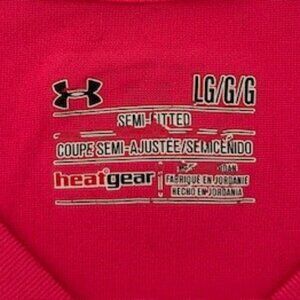 LG/G/G
SEMI-FITTED
COUPE SEMI-AJUSTÉE/SEMICEÑIDO
heatgear
FABRIQUÉ EN JORDANIE
HECHO EN JORDANIA